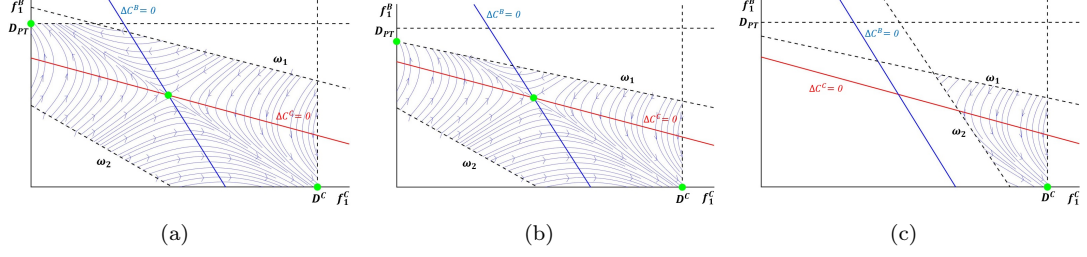 f₁ᴮ
ΔCᴮ = 0
D_PT
ω₁
ΔCᶜ = 0
ω₂
Dᶜ
f₁ᶜ
(a)
f₁ᴮ
ΔCᴮ = 0
D_PT
ω₁
ΔCᶜ = 0
ω₂
Dᶜ
f₁ᶜ
(b)
f₁ᴮ
D_PT
ΔCᴮ = 0
ω₁
ΔCᶜ = 0
ω₂
Dᶜ
f₁ᶜ
(c)